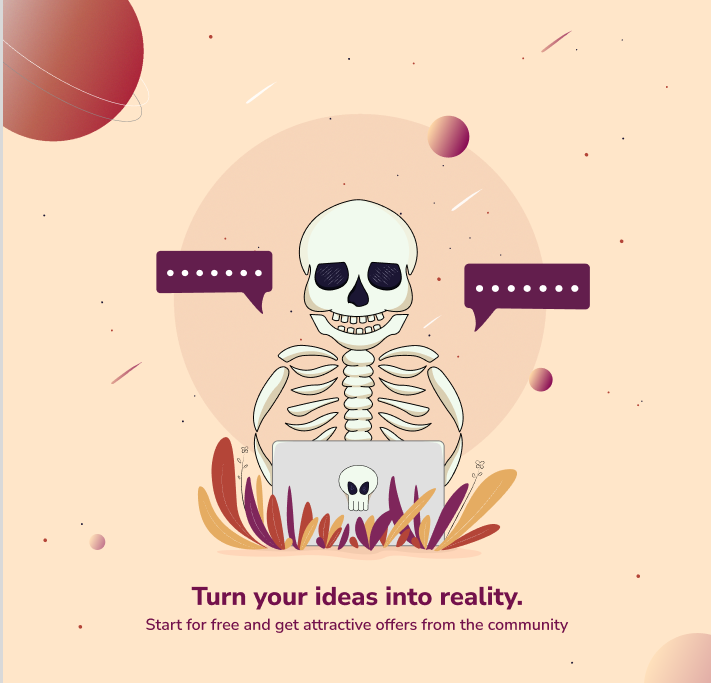 Turn your ideas into reality.
Start for free and get attractive offers from the community